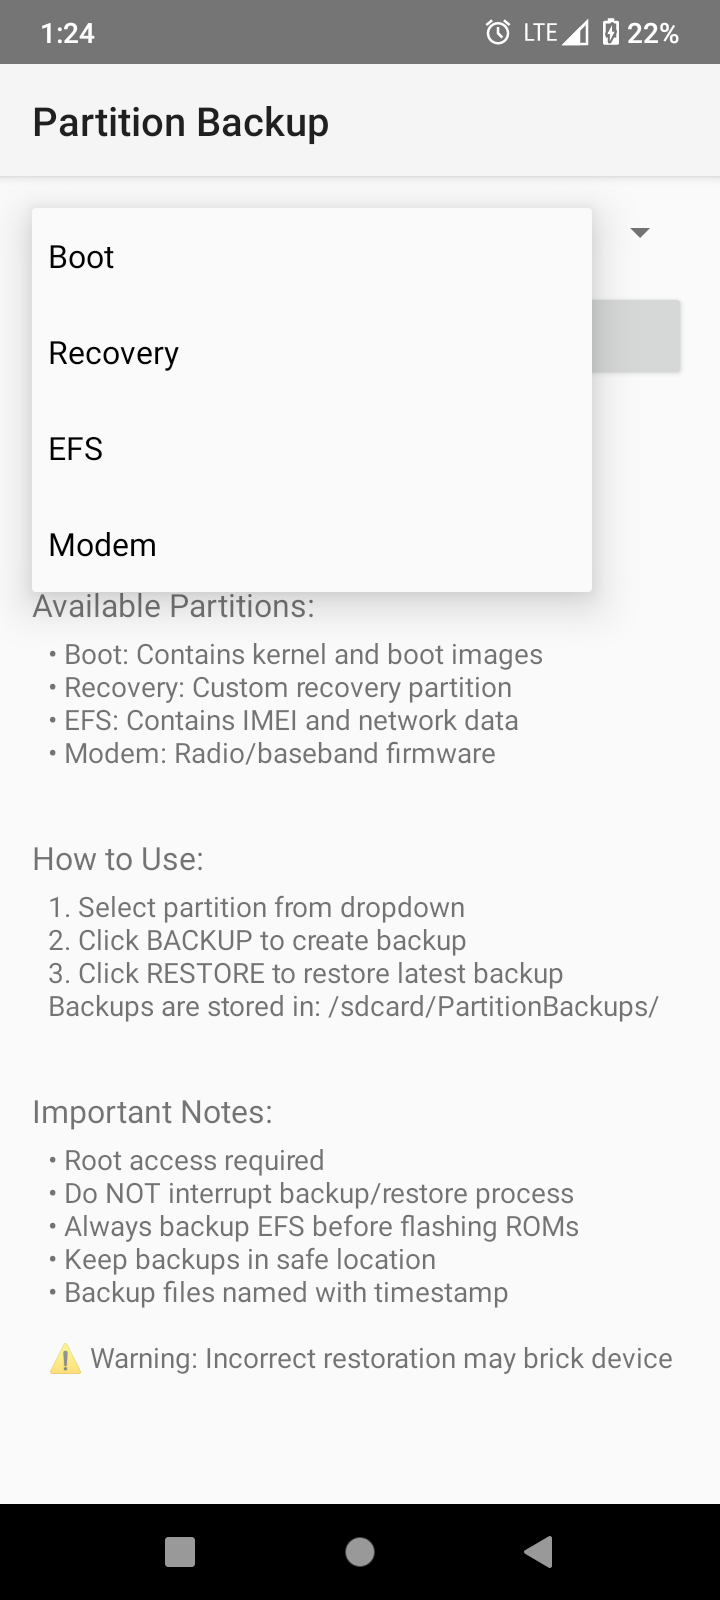 1:24
LTE 22%
Partition Backup
Boot
Recovery
EFS
Modem
Available Partitions:
• Boot: Contains kernel and boot images
• Recovery: Custom recovery partition
• EFS: Contains IMEI and network data
• Modem: Radio/baseband firmware
How to Use:
1. Select partition from dropdown
2. Click BACKUP to create backup
3. Click RESTORE to restore latest backup
Backups are stored in: /sdcard/PartitionBackups/
Important Notes:
• Root access required
• Do NOT interrupt backup/restore process
• Always backup EFS before flashing ROMs
• Keep backups in safe location
• Backup files named with timestamp
⚠️ Warning: Incorrect restoration may brick device